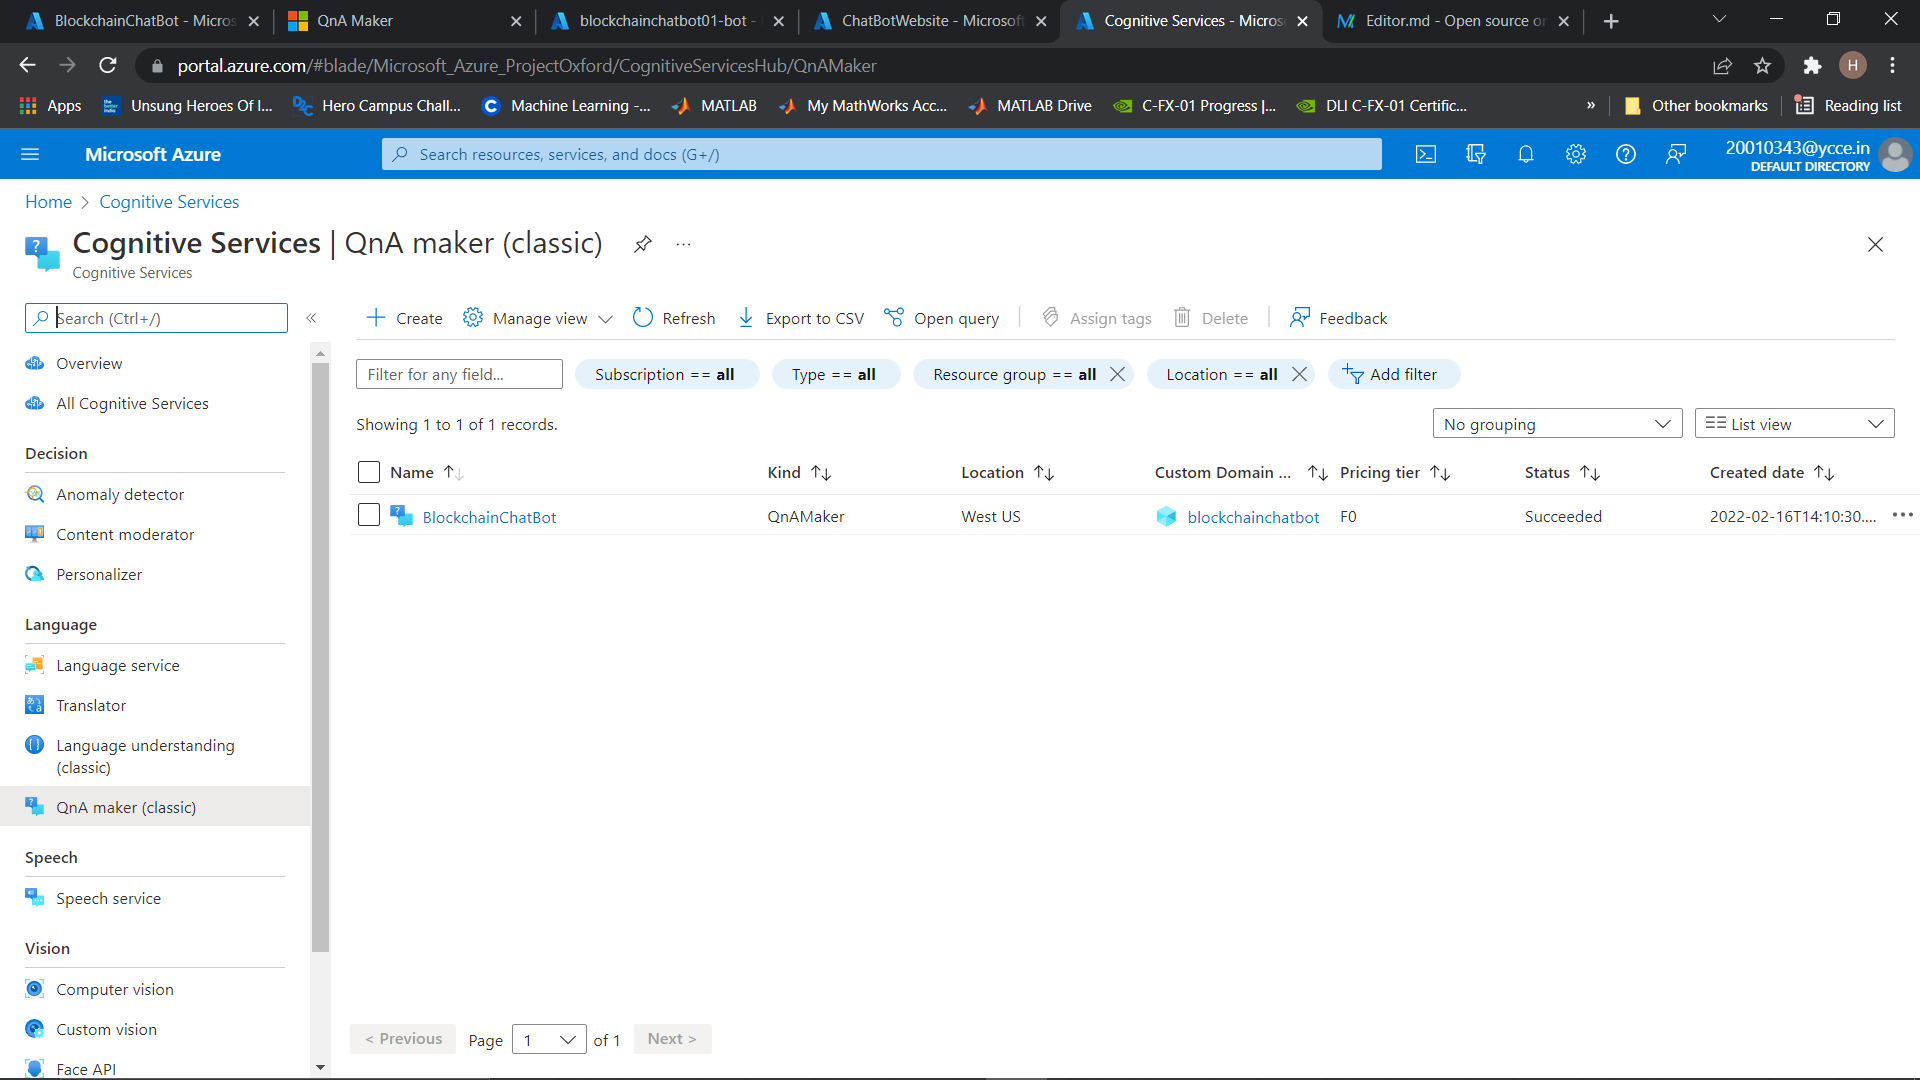 BlockchainChatBot - Micros
QnA Maker
blockchainchatbot01-bot -
ChatBotWebsite - Microsoft
Cognitive Services - Micros
Editor.md - Open source on
portal.azure.com/#blade/Microsoft_Azure_ProjectOxford/CognitiveServicesHub/QnAMaker
H
Apps
Unsung Heroes Of I...
Hero Campus Chall...
Machine Learning -...
MATLAB
My MathWorks Acc...
MATLAB Drive
C-FX-01 Progress |...
DLI C-FX-01 Certific...
»
Other bookmarks
Reading list
Microsoft Azure
Search resources, services, and docs (G+/)
20010343@ycce.in
DEFAULT DIRECTORY
Home > Cognitive Services
Cognitive Services | QnA maker (classic)
...
Cognitive Services
Search (Ctrl+/)
«
Overview
All Cognitive Services
Decision
Anomaly detector
Content moderator
Personalizer
Language
Language service
Translator
Language understanding
(classic)
QnA maker (classic)
Speech
Speech service
Vision
Computer vision
Custom vision
Face API
Create
Manage view
Refresh
Export to CSV
Open query
Assign tags
Delete
Feedback
Filter for any field...
Subscription == all
Type == all
Resource group == all
Location == all
Add filter
Showing 1 to 1 of 1 records.
No grouping
List view
Name
Kind
Location
Custom Domain ...
Pricing tier
Status
Created date
BlockchainChatBot
QnAMaker
West US
blockchainchatbot
F0
Succeeded
2022-02-16T14:10:30....
< Previous
Page
1
of 1
Next >